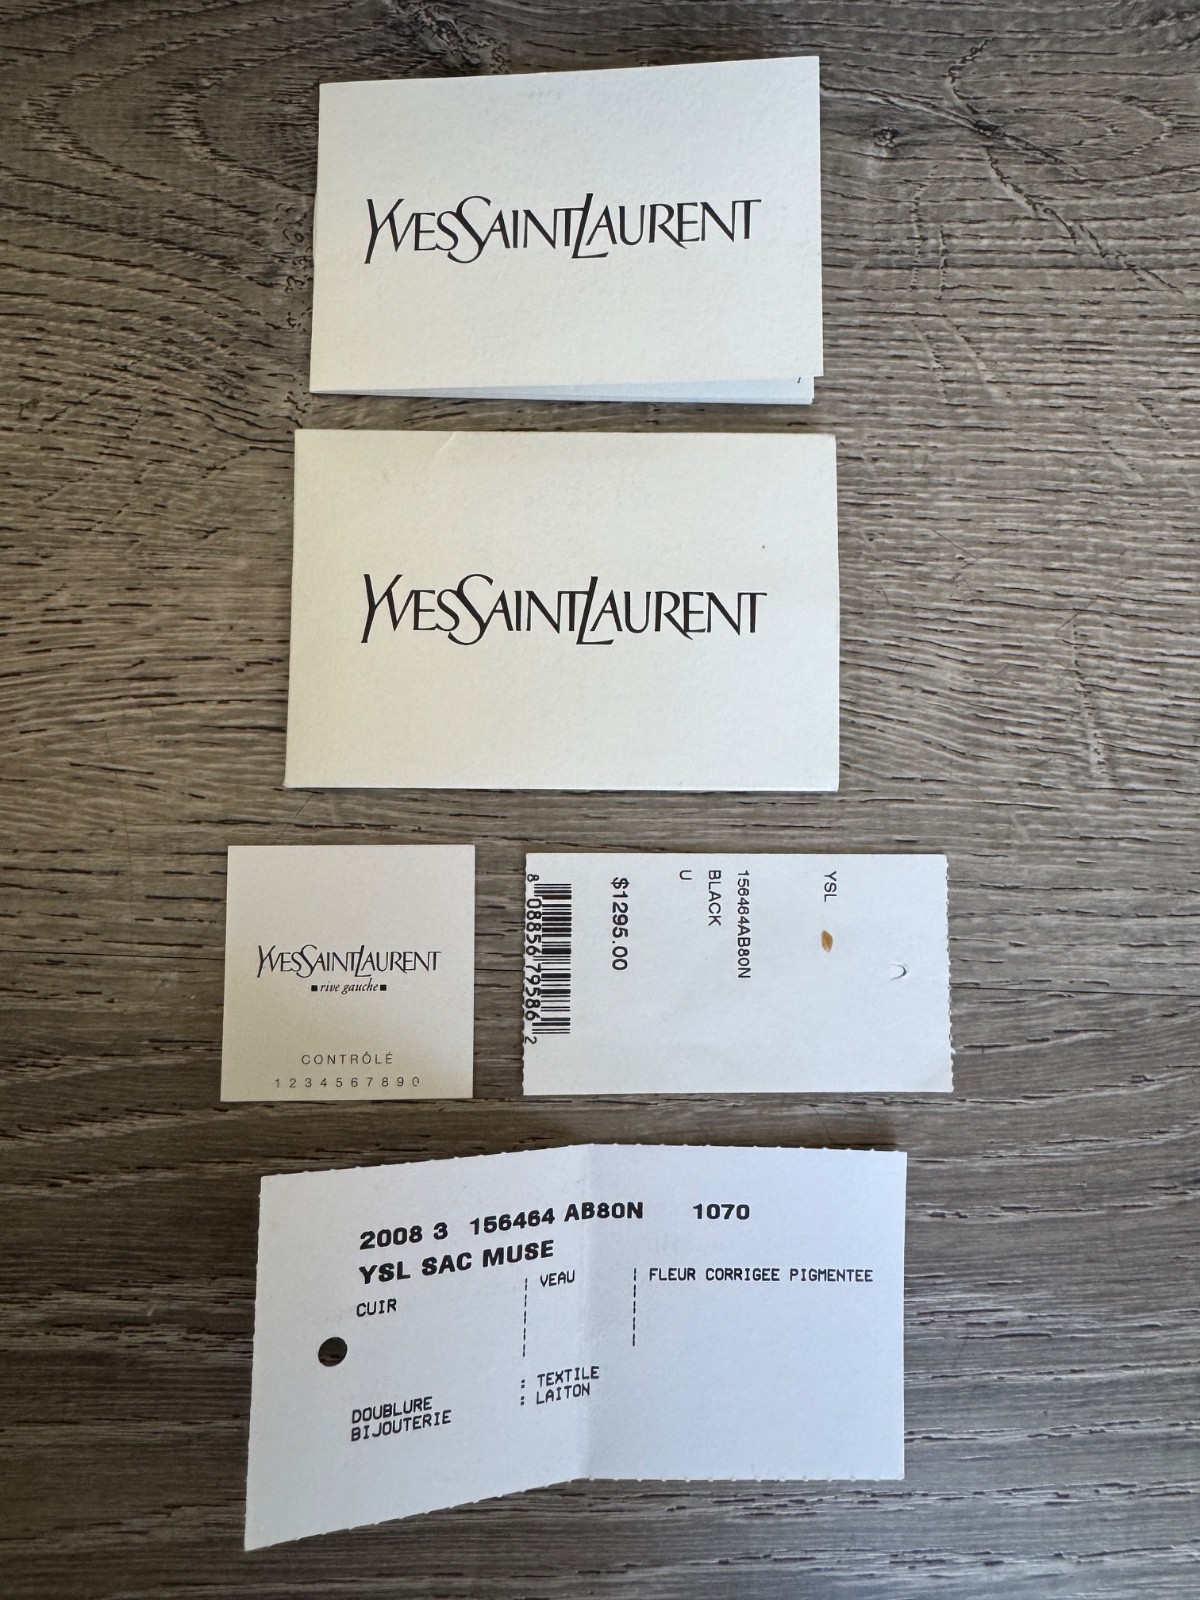 YVESSAINTLAURENT
YVESSAINTLAURENT
YVESSAINTLAURENT
■ rive gauche ■
CONTRÔLÉ
1234567890
YSL
156464AB80N
BLACK
U
$1295.00
8 08856 79586 2
2008 3 156464 AB80N 1070
YSL SAC MUSE
CUIR ¦ VEAU ¦ FLEUR CORRIGEE PIGMENTEE
DOUBLURE : TEXTILE
BIJOUTERIE : LAITON